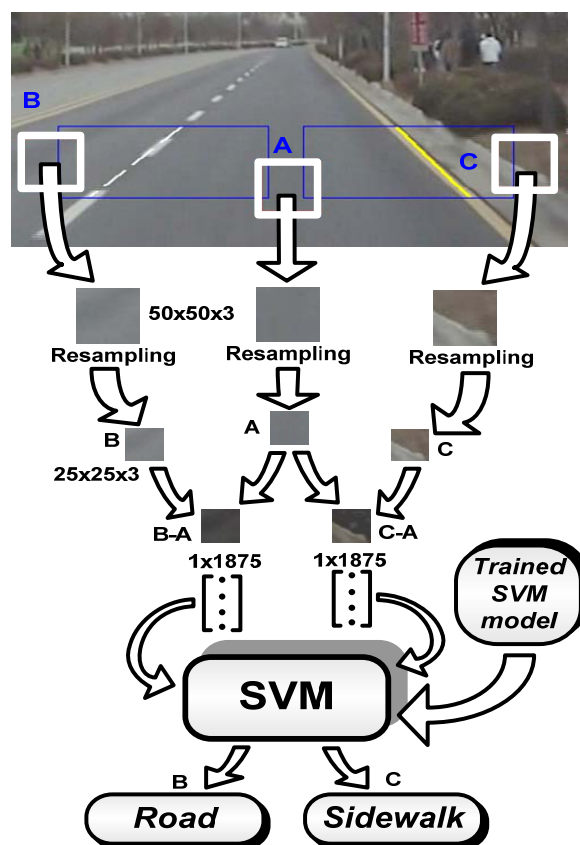 B
A
C
50x50x3
Resampling
Resampling
Resampling
A
B
C
25x25x3
B-A
C-A
1x1875
1x1875
Trained
SVM
model
SVM
B
C
Road
Sidewalk